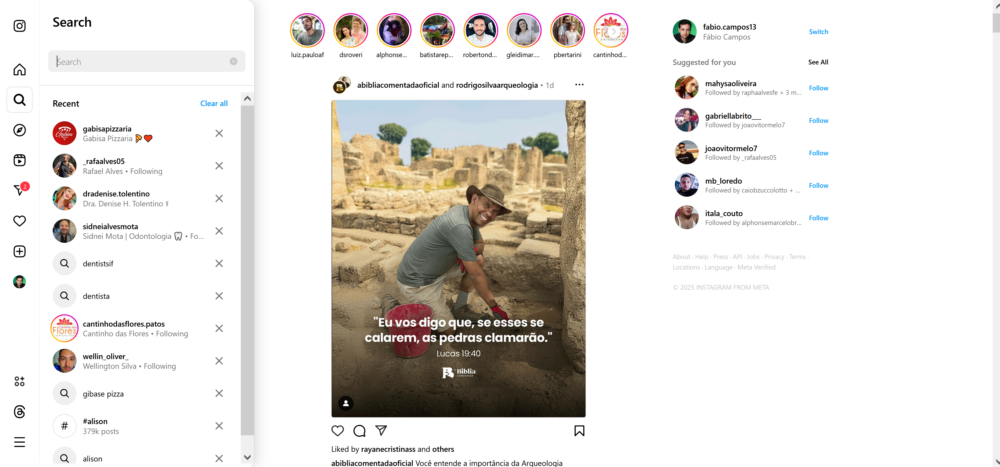 Search
Search
Recent
Clear all
gabisapizzaria
Gabisa Pizzaria 🍕❤️
_rafaalves05
Rafael Alves • Following
dradenise.tolentino
Dra. Denise H. Tolentino ⚕
sidneialvesmota
Sidnei Mota | Odontologia 🦷 • Fo...
dentistsif
dentista
cantinhodasflores.patos
Cantinho das Flores • Following
wellin_oliver_
Wellington Silva • Following
gibase pizza
#
#alison
379k posts
alison
2
Gabisa
Pizzaria
Cantinho das
Flores
luiz.pauloaf
dsroveri
alphonse...
batistarep...
robertond...
gleidimar....
pbertarini
cantinhod...
abibliacomentadaoficial and rodrigosilvaarqueologia • 1d
"Eu vos digo que, se esses se
calarem, as pedras clamarão."
Lucas 19:40
A Bíblia
COMENTADA
Liked by rayanecristinass and others
abibliacomentadaoficial Você entende a importância da Arqueologia
fabio.campos13
Fábio Campos
Switch
Suggested for you
See All
mahysaoliveira
Followed by raphaalvesfe + 3 m...
Follow
gabriellabrito___
Followed by joaovitormelo7
Follow
joaovitormelo7
Followed by _rafaalves05
Follow
mb_loredo
Followed by caiobzuccolotto + ...
Follow
itala_couto
Followed by alphonsemarcelobr...
Follow
About · Help · Press · API · Jobs · Privacy · Terms ·
Locations · Language · Meta Verified
© 2025 INSTAGRAM FROM META